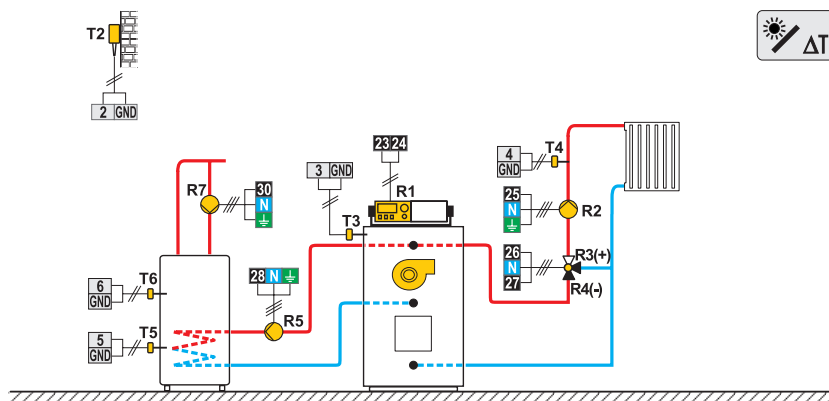 T2
2 GND
ΔT
23 24
3 GND
4
GND
T4
R1
R7
30
N
25
N
R2
T3
26
N
27
R3(+)
R4(-)
6
GND
T6
28 N
R5
5
GND
T5